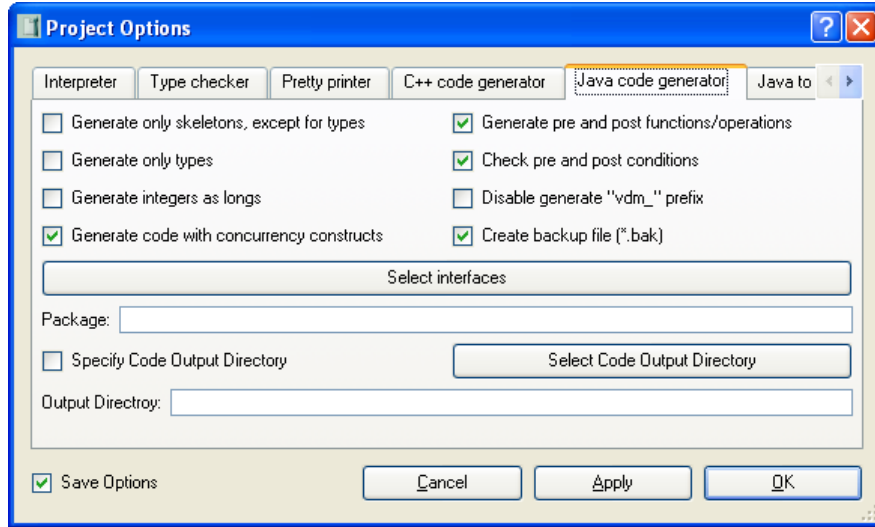 Project Options
Interpreter Type checker Pretty printer C++ code generator Java code generator Java to
Generate only skeletons, except for types Generate pre and post functions/operations
Generate only types Check pre and post conditions
Generate integers as longs Disable generate "vdm_" prefix
Generate code with concurrency constructs Create backup file (*.bak)
Select interfaces
Package:
Specify Code Output Directory Select Code Output Directory
Output Directroy:
Save Options Cancel Apply OK